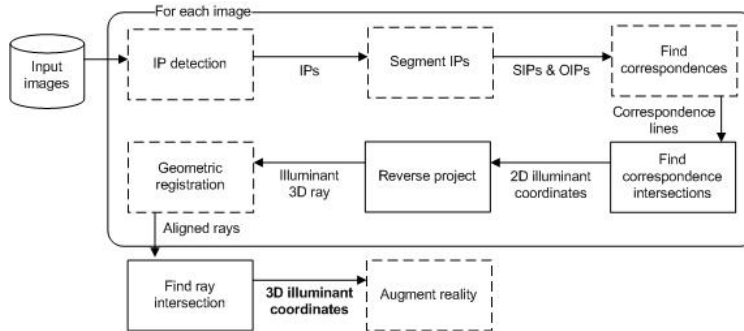 For each image
Input
images
IP detection
IPs
Segment IPs
SIPs & OIPs
Find
correspondences
Correspondence
lines
Find
correspondence
intersections
2D illuminant
coordinates
Reverse project
Illuminant
3D ray
Geometric
registration
Aligned rays
Find ray
intersection
3D illuminant
coordinates
Augment reality